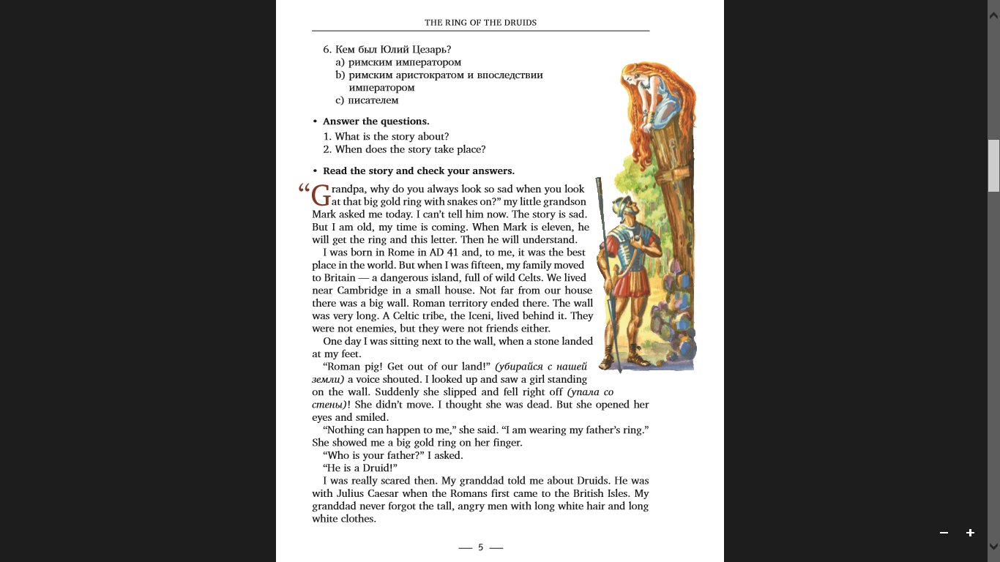 THE RING OF THE DRUIDS
6. Кем был Юлий Цезарь?
a) римским императором
b) римским аристократом и впоследствии
императором
c) писателем
• Answer the questions.
1. What is the story about?
2. When does the story take place?
• Read the story and check your answers.
“Grandpa, why do you always look so sad when you look
at that big gold ring with snakes on?” my little grandson
Mark asked me today. I can’t tell him now. The story is sad.
But I am old, my time is coming. When Mark is eleven, he
will get the ring and this letter. Then he will understand.
I was born in Rome in AD 41 and, to me, it was the best
place in the world. But when I was fifteen, my family moved
to Britain — a dangerous island, full of wild Celts. We lived
near Cambridge in a small house. Not far from our house
there was a big wall. Roman territory ended there. The wall
was very long. A Celtic tribe, the Iceni, lived behind it. They
were not enemies, but they were not friends either.
One day I was sitting next to the wall, when a stone landed
at my feet.
“Roman pig! Get out of our land!” (убирайся с нашей
земли) a voice shouted. I looked up and saw a girl standing
on the wall. Suddenly she slipped and fell right off (упала со
стены)! She didn’t move. I thought she was dead. But she opened her
eyes and smiled.
“Nothing can happen to me,” she said. “I am wearing my father’s ring.”
She showed me a big gold ring on her finger.
“Who is your father?” I asked.
“He is a Druid!”
I was really scared then. My granddad told me about Druids. He was
with Julius Caesar when the Romans first came to the British Isles. My
granddad never forgot the tall, angry men with long white hair and long
white clothes.
— 5 —